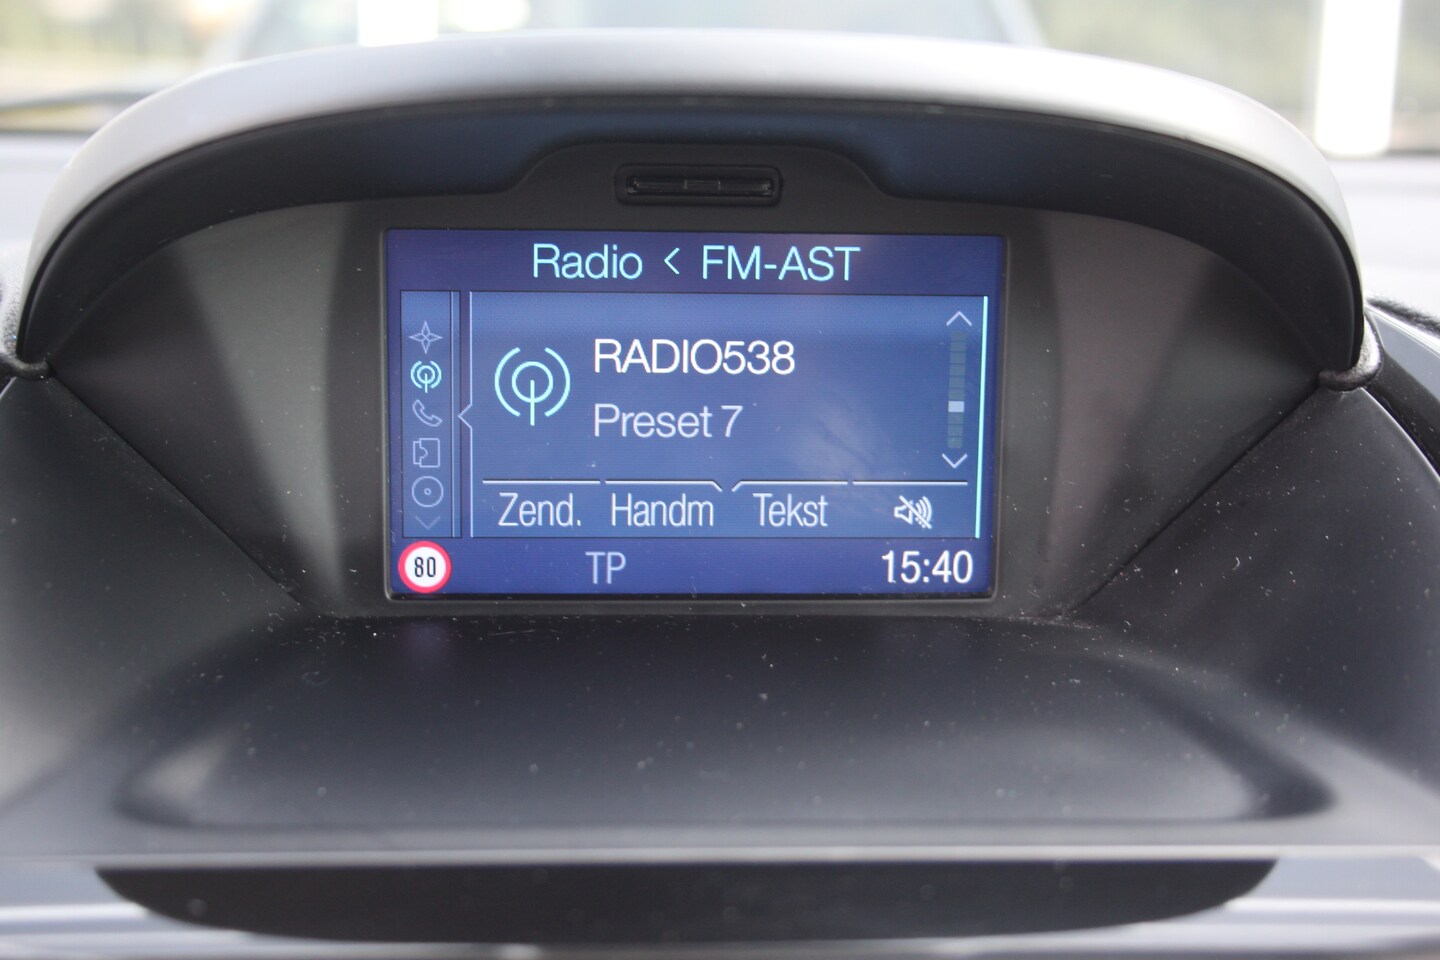 Radio < FM-AST
RADIO538
Preset 7
Zend. Handm Tekst
80 TP 15:40